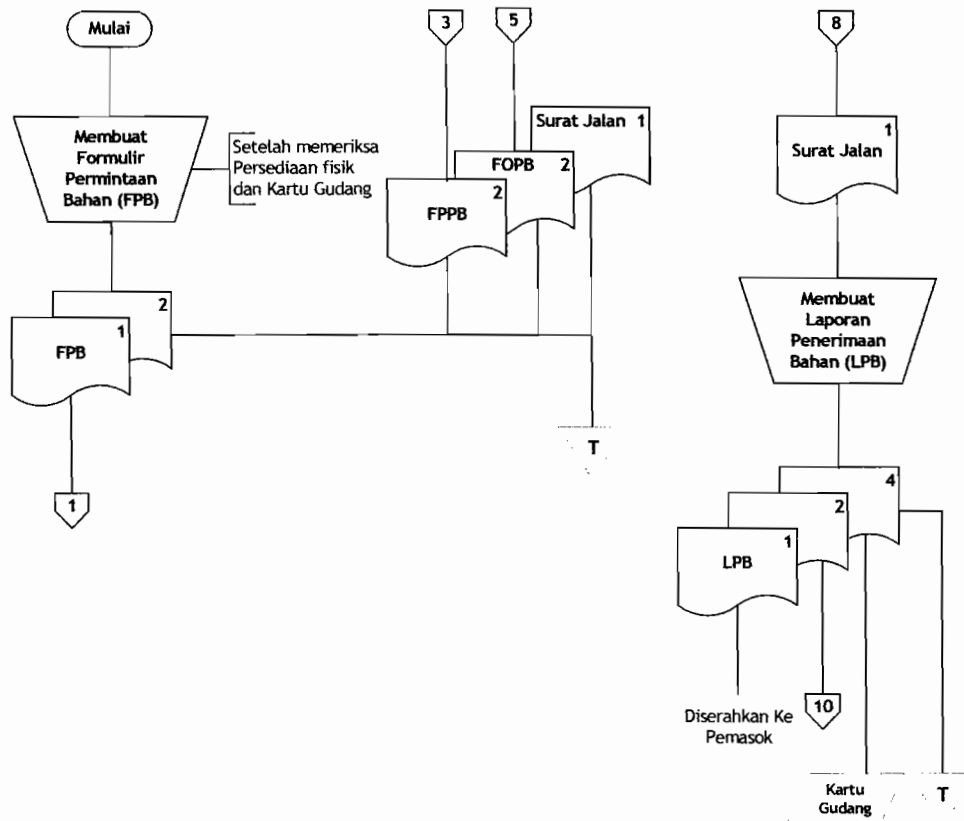 Mulai
Membuat
Formulir
Permintaan
Bahan (FPB)
Setelah memeriksa
Persediaan fisik
dan Kartu Gudang
2
1
FPB
1
3
5
Surat Jalan 1
FOPB 2
2
FPPB
T
8
1
Surat Jalan
Membuat
Laporan
Penerimaan
Bahan (LPB)
4
2
1
LPB
Diserahkan Ke
Pemasok
10
Kartu
Gudang
T